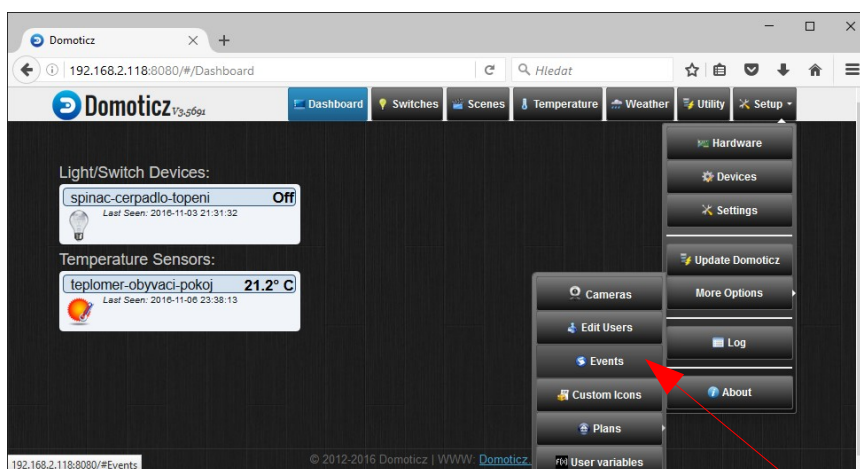 Domoticz
192.168.2.118:8080/#/Dashboard
Hledat
Domoticz V3.5691
Dashboard
Switches
Scenes
Temperature
Weather
Utility
Setup
Hardware
Devices
Settings
Update Domoticz
More Options
Log
About
Cameras
Edit Users
Events
Custom Icons
Plans
User variables
Light/Switch Devices:
spinac-cerpadlo-topeni Off
Last Seen: 2016-11-03 21:31:32
Temperature Sensors:
teplomer-obyvaci-pokoj 21.2° C
Last Seen: 2016-11-06 23:38:13
© 2012-2016 Domoticz | WWW: Domoticz.
192.168.2.118:8080/#Events